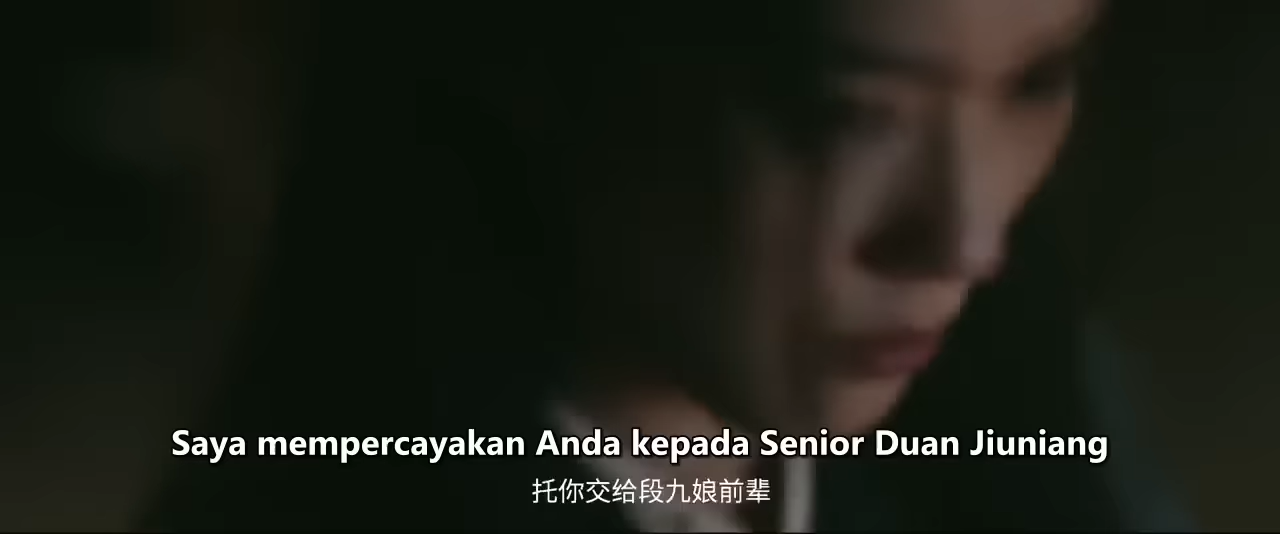 Saya mempercayakan Anda kepada Senior Duan Jiuniang
托你交给段九娘前辈